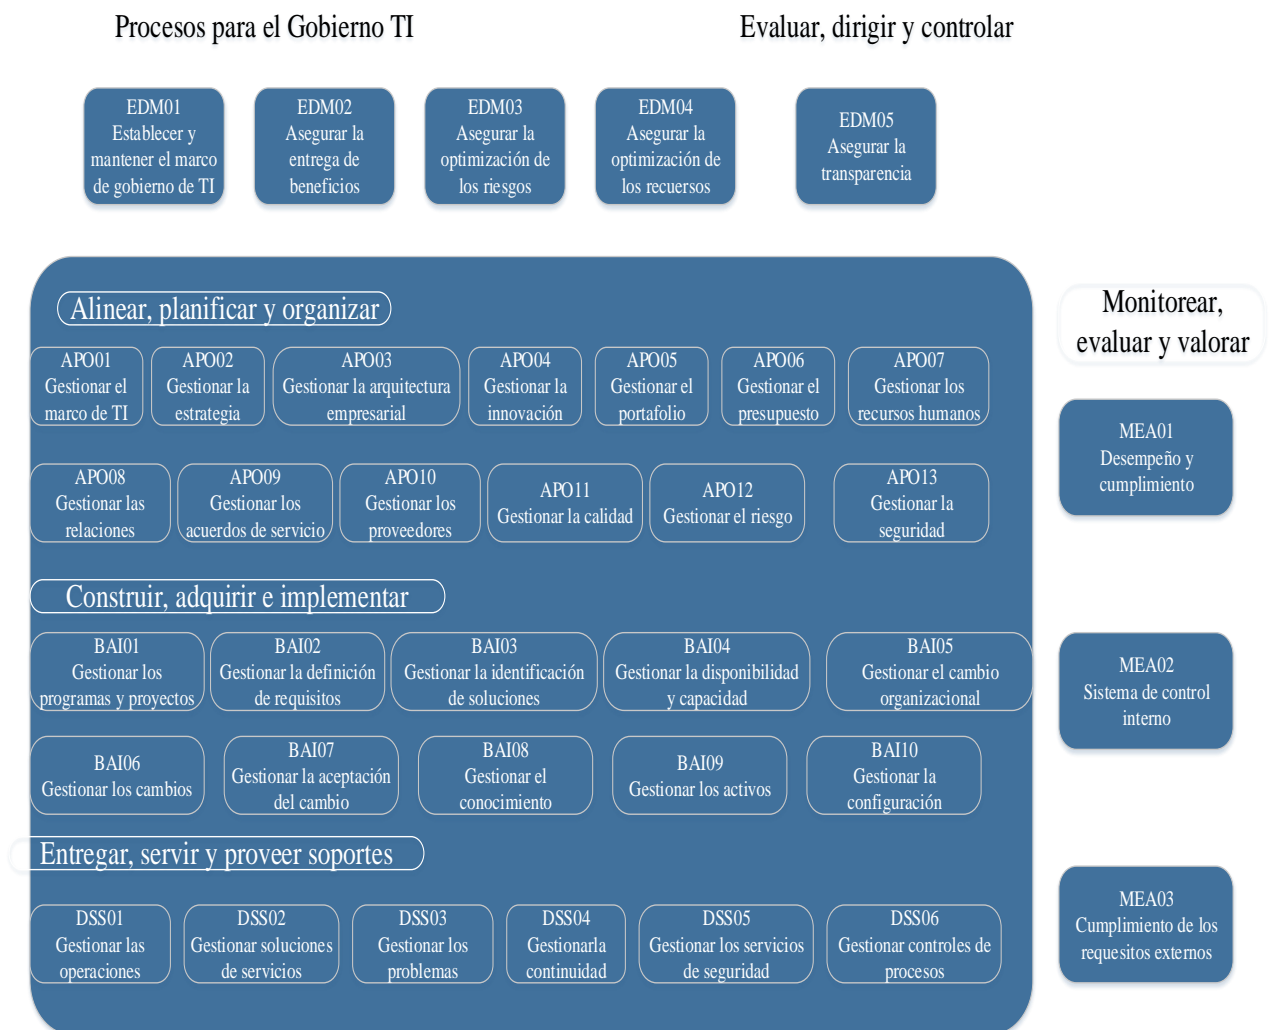 Procesos para el Gobierno TI
Evaluar, dirigir y controlar
EDM01
Establecer y
mantener el marco
de gobierno de TI
EDM02
Asegurar la
entrega de
beneficios
EDM03
Asegurar la
optimización de
los riesgos
EDM04
Asegurar la
optimización de
los recuersos
EDM05
Asegurar la
transparencia
Alinear, planificar y organizar
APO01
Gestionar el
marco de TI
APO02
Gestionar la
estrategia
APO03
Gestionar la arquitectura
empresarial
APO04
Gestionar la
innovación
APO05
Gestionar el
portafolio
APO06
Gestionar el
presupuesto
APO07
Gestionar los
recursos humanos
APO08
Gestionar las
relaciones
APO09
Gestionar los
acuerdos de servicio
APO10
Gestionar los
proveedores
APO11
Gestionar la calidad
APO12
Gestionar el riesgo
APO13
Gestionar la
seguridad
Construir, adquirir e implementar
BAI01
Gestionar los
programas y proyectos
BAI02
Gestionar la definición
de requisitos
BAI03
Gestionar la identificación
de soluciones
BAI04
Gestionar la disponibilidad
y capacidad
BAI05
Gestionar el cambio
organizacional
BAI06
Gestionar los cambios
BAI07
Gestionar la aceptación
del cambio
BAI08
Gestionar el
conocimiento
BAI09
Gestionar los activos
BAI10
Gestionar la
configuración
Entregar, servir y proveer soportes
DSS01
Gestionar las
operaciones
DSS02
Gestionar soluciones
de servicios
DSS03
Gestionar los
problemas
DSS04
Gestionarla
continuidad
DSS05
Gestionar los servicios
de seguridad
DSS06
Gestionar controles de
procesos
Monitorear,
evaluar y valorar
MEA01
Desempeño y
cumplimiento
MEA02
Sistema de control
interno
MEA03
Cumplimiento de los
requesitos externos